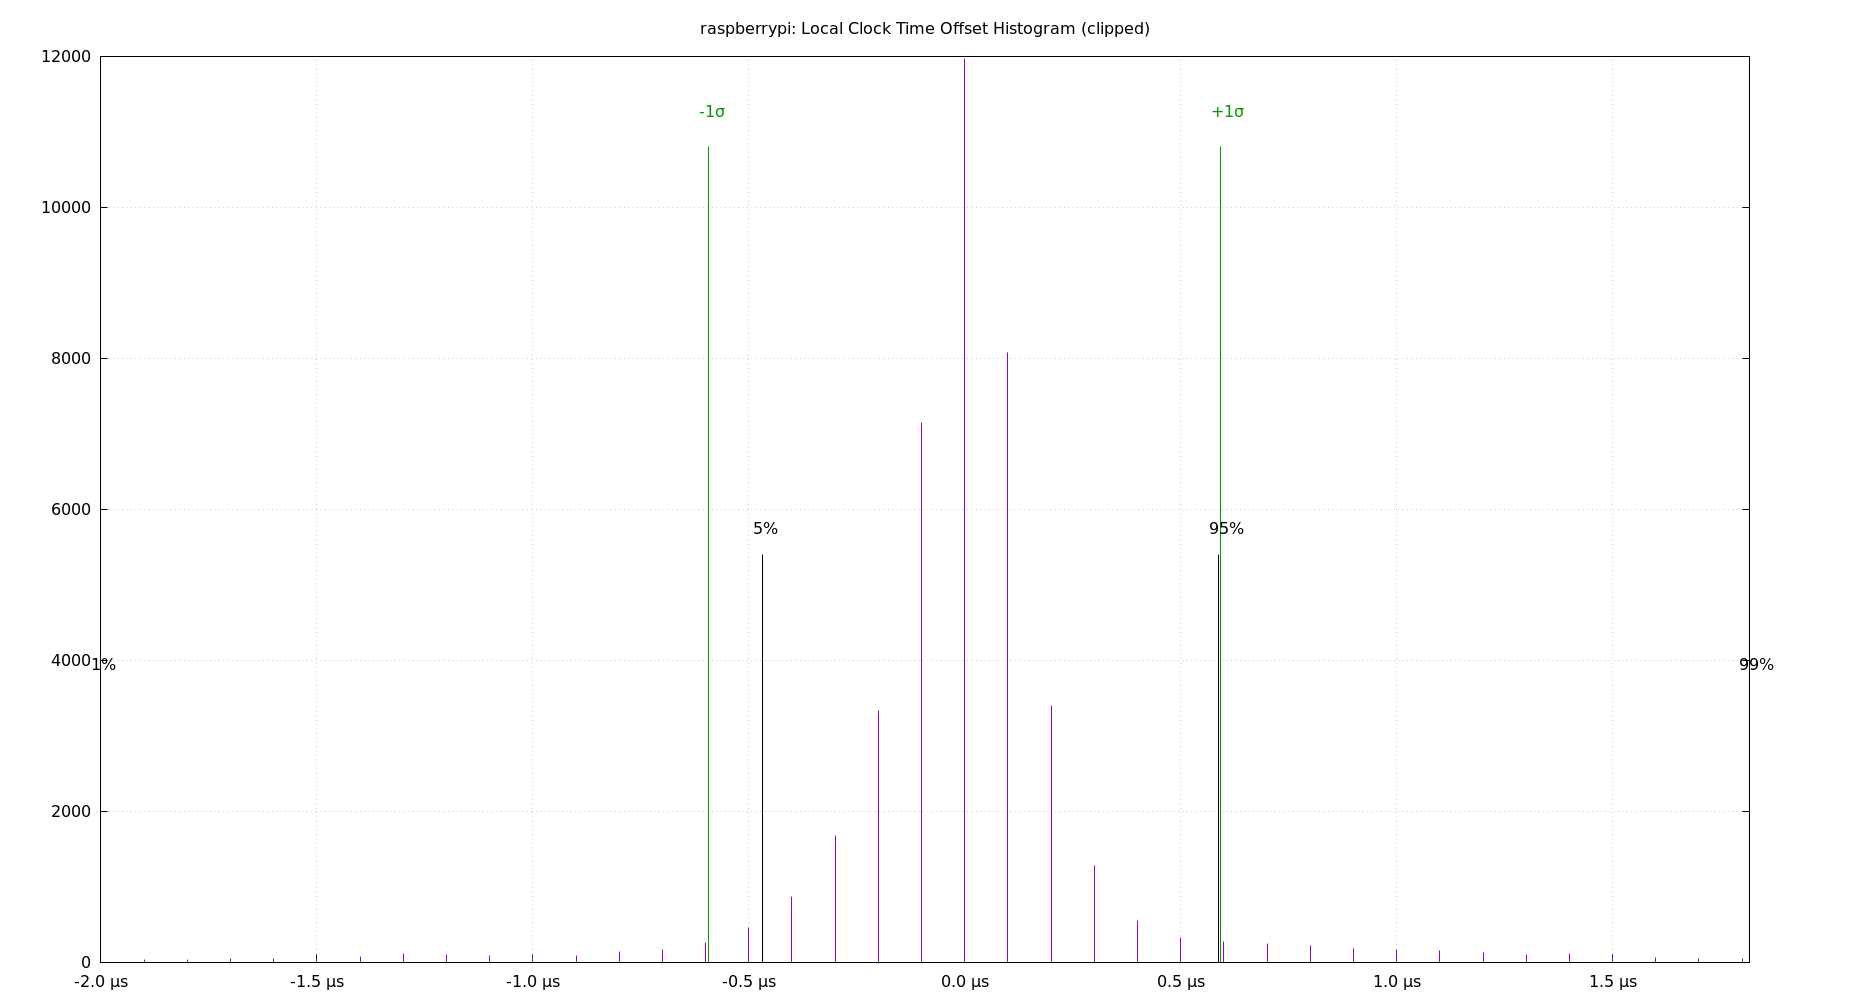 raspberrypi: Local Clock Time Offset Histogram (clipped)
12000
-1σ
+1σ
10000
8000
6000
5%
95%
4000
1%
99%
2000
0
-2.0 µs
-1.5 µs
-1.0 µs
-0.5 µs
0.0 µs
0.5 µs
1.0 µs
1.5 µs